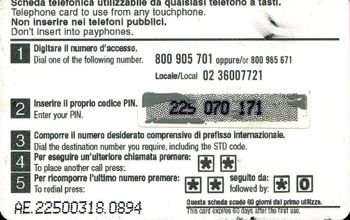 Scheda telefonica utilizzabile da qualsiasi telefono a tasti.
Telephone card to use from any touchphone.
Non inserire nei telefoni pubblici.
Don't insert into payphones.
1 Digitare il numero d'accesso.
Dial one of the following number. 800 905 701 oppure/or 800 985 671
Locale/Local 02 36007721
2 Inserire il proprio codice PIN.
Enter your PIN. 225 070 171
3 Comporre il numero desiderato comprensivo di prefisso internazionale.
Dial the destination number you require, including the STD code.
4 Per eseguire un'ulteriore chiamata premere:
To place another call press: * *
5 Per ricomporre l'ultimo numero premere
To redial press: * * seguito da followed by: * 0
AE.22500318.0894 Questa scheda scade 60 giorni dal primo utilizzo.
This card expire 60 days after the first use.